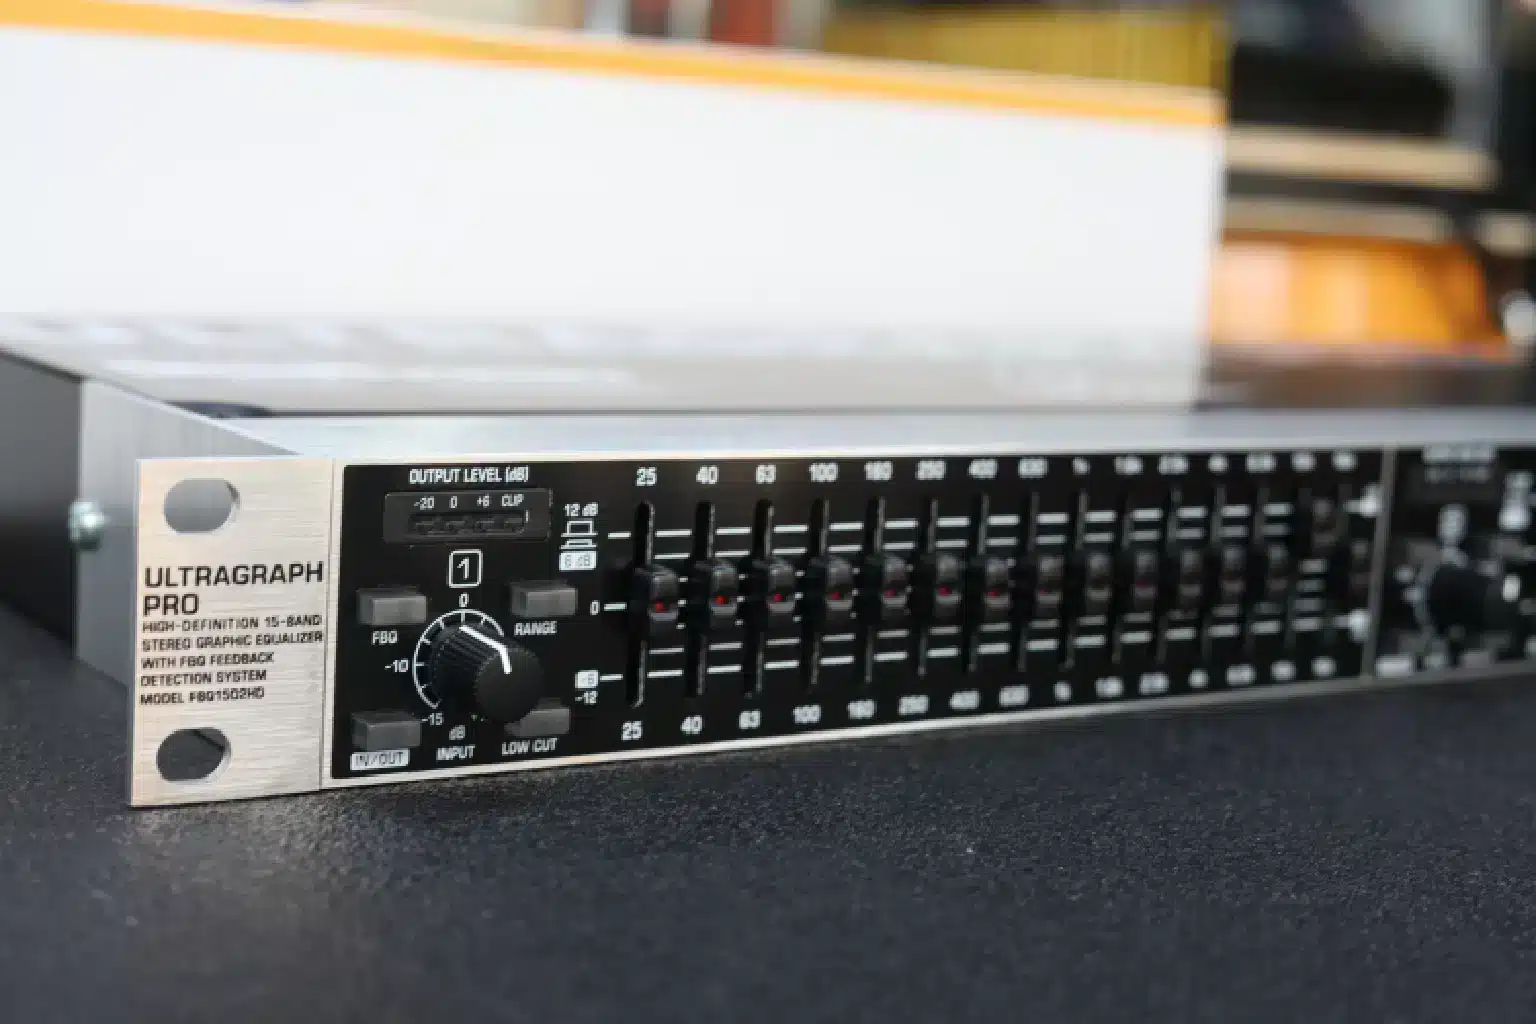 ULTRAGRAPH
PRO
HIGH-DEFINITION 15-BAND
STEREO GRAPHIC EQUALIZER
WITH FBQ FEEDBACK
DETECTION SYSTEM
MODEL FBQ1502HD
OUTPUT LEVEL (dB)
-20 0 +6 CLIP
1
FBQ
RANGE
0
-10
-15
dB
INPUT
IN/OUT
LOW CUT
12 dB
6 dB
0
-6
-12
25 40 63 100 160 250 400 630 1k
25 40 63 100 160 250 400 630 1k